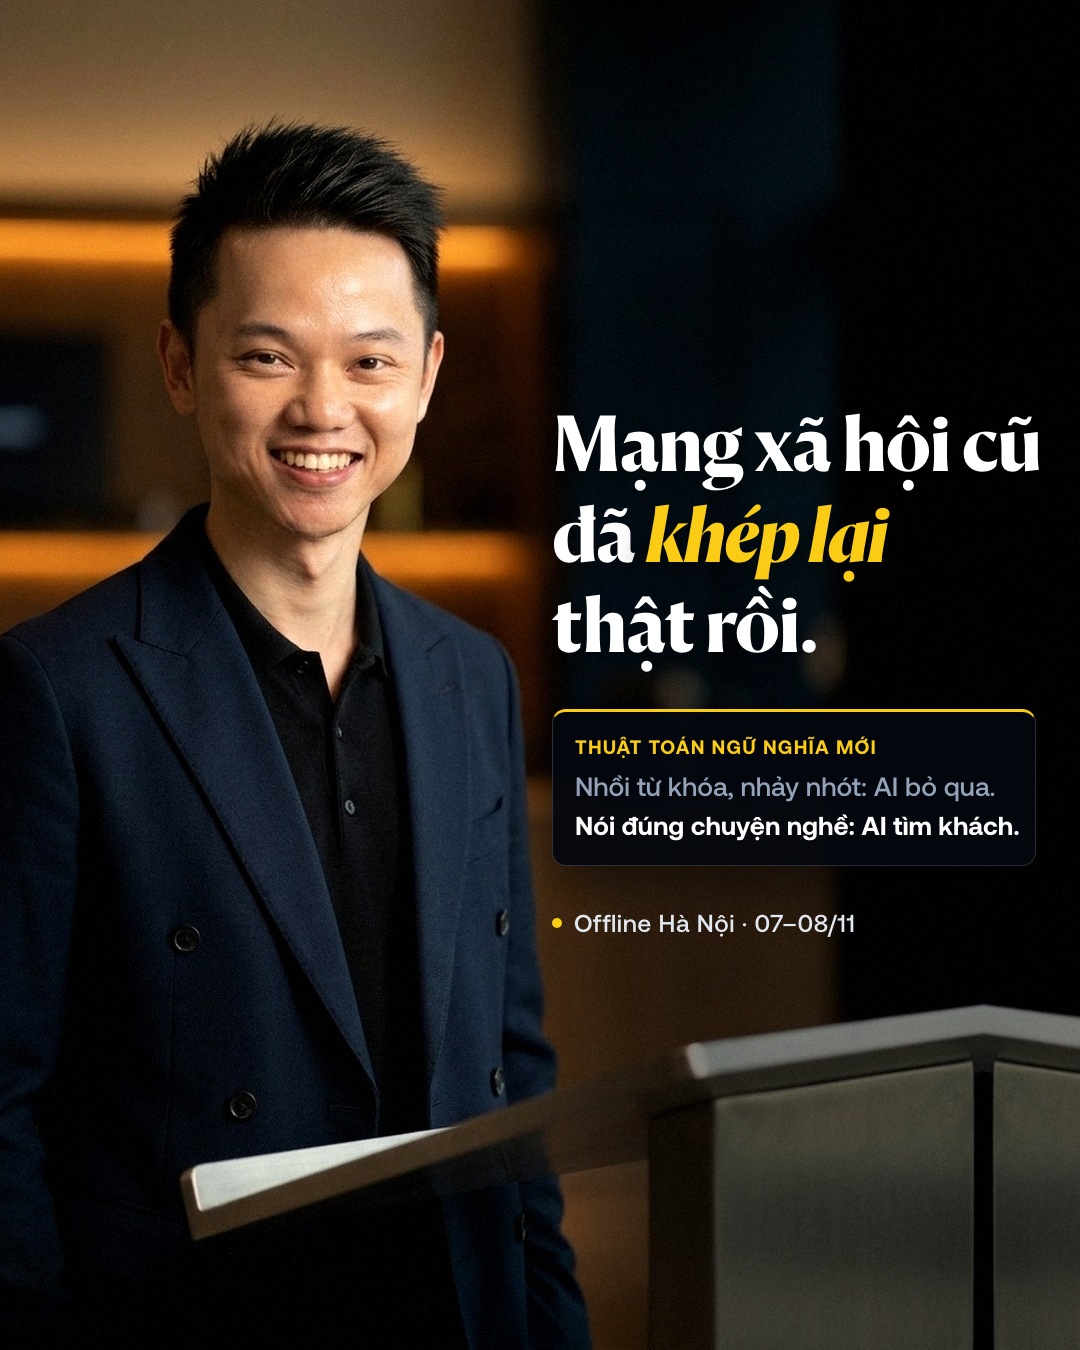 Mạng xã hội cũ
đã khép lại
thật rồi.
THUẬT TOÁN NGỮ NGHĨA MỚI
Nhồi từ khóa, nhảy nhót: AI bỏ qua.
Nói đúng chuyện nghề: AI tìm khách.
Offline Hà Nội · 07–08/11